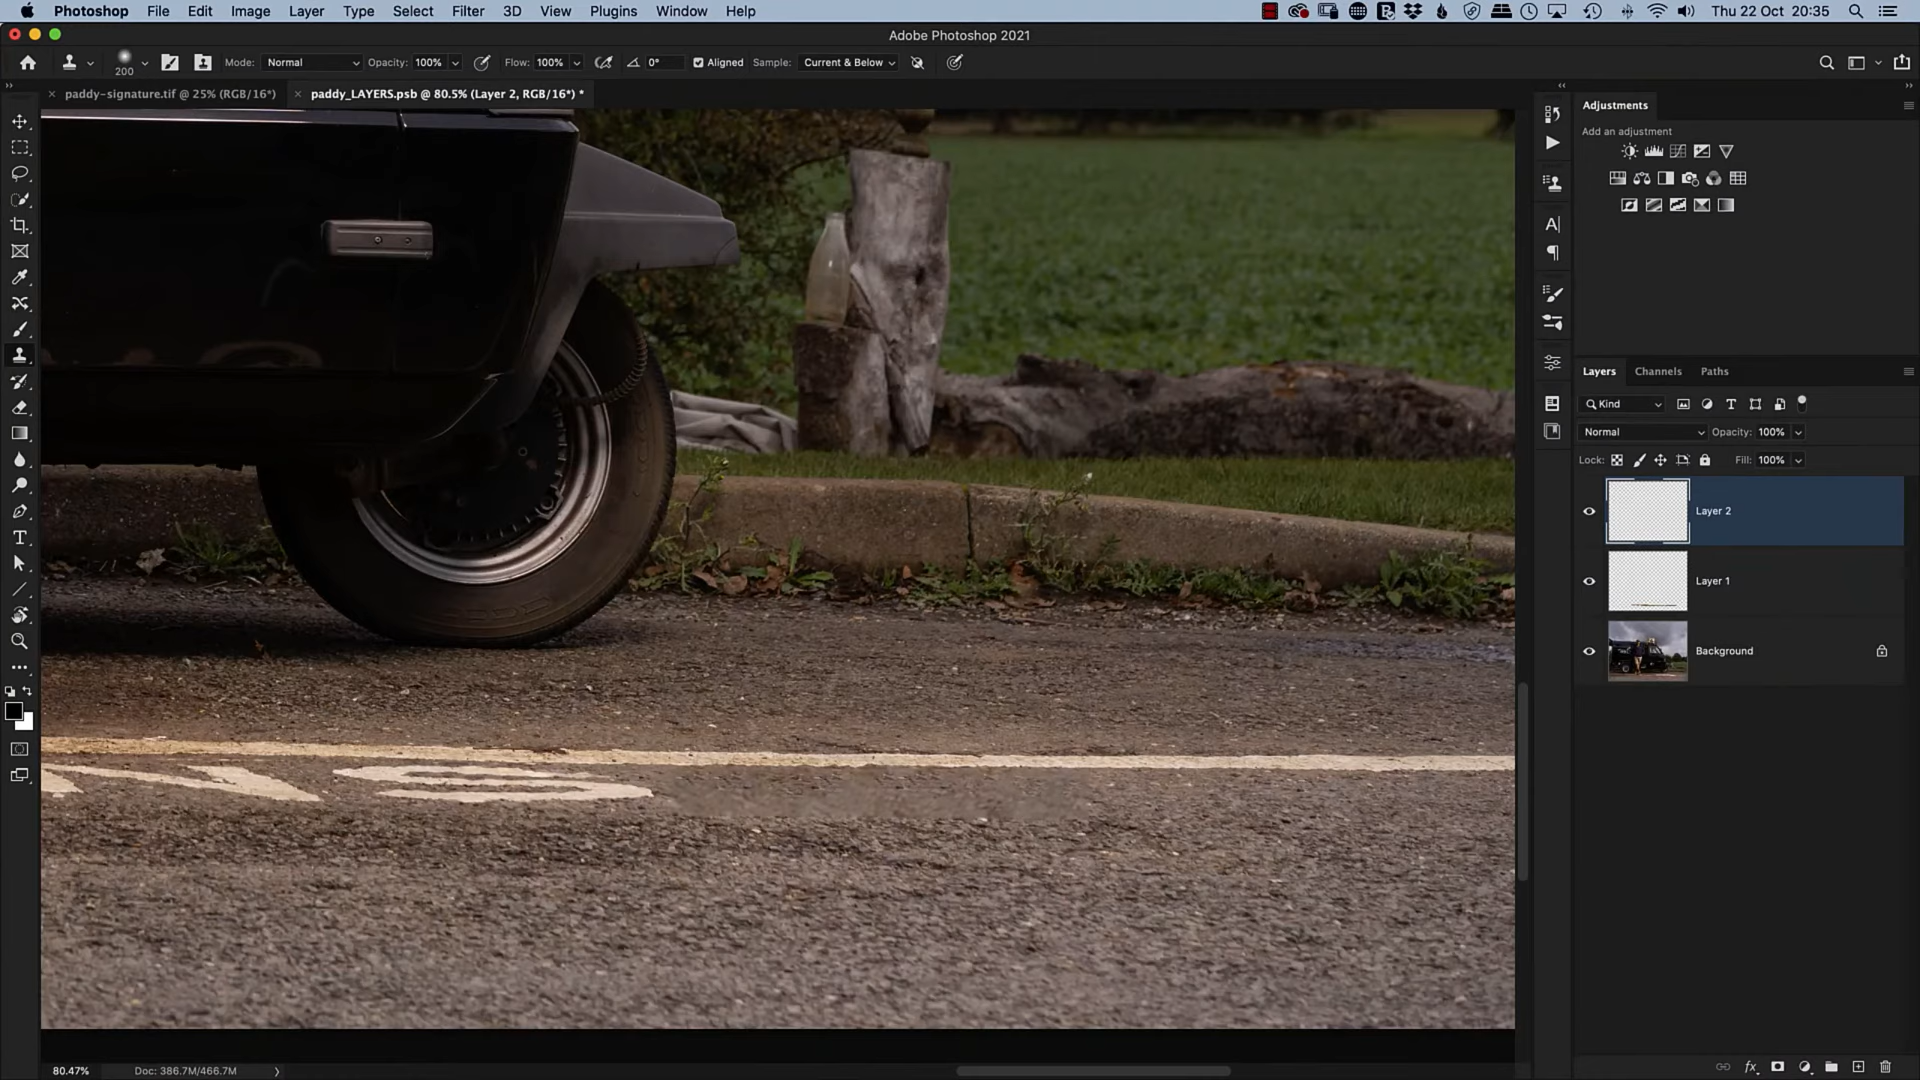 Photoshop File Edit Image Layer Type Select Filter 3D View Plugins Window Help Thu 22 Oct 20:35
Adobe Photoshop 2021
200 Mode: Normal Opacity: 100% Flow: 100% 0° Aligned Sample: Current & Below
paddy-signature.tif @ 25% (RGB/16*) paddy_LAYERS.psb @ 80.5% (Layer 2, RGB/16*) *
Adjustments
Add an adjustment
Layers Channels Paths
Kind
Normal Opacity: 100%
Lock: Fill: 100%
Layer 2
Layer 1
Background
NS
80.47% Doc: 386.7M/466.7M